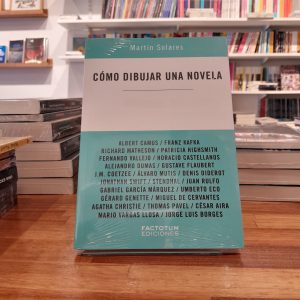 Martín Solares
CÓMO DIBUJAR UNA NOVELA
ALBERT CAMUS / FRANZ KAFKA
RICHARD MATHESON / PATRICIA HIGHSMITH
FERNANDO VALLEJO / HORACIO CASTELLANOS
ALEJANDRO DUMAS / GUSTAVE FLAUBERT
J.M. COETZEE / ÁLVARO MUTIS / DENIS DIDEROT
JONATHAN SWIFT / STENDHAL / JUAN RULFO
GABRIEL GARCÍA MÁRQUEZ / UMBERTO ECO
GÉRARD GENETTE / MIGUEL DE CERVANTES
AGATHA CHRISTIE / THOMAS PAVEL / CÉSAR AIRA
MARIO VARGAS LLOSA / JORGE LUIS BORGES
FACTOTUM
EDICIONES